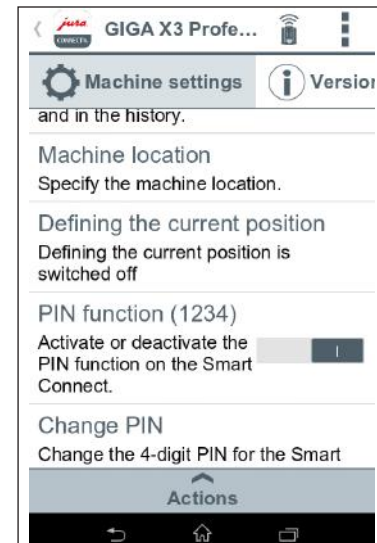 jura
CONNECTA
GIGA X3 Profe...
Machine settings
i
Version
and in the history.
Machine location
Specify the machine location.
Defining the current position
Defining the current position is
switched off
PIN function (1234)
Activate or deactivate the
PIN function on the Smart
Connect.
I
Change PIN
Change the 4-digit PIN for the Smart
Actions